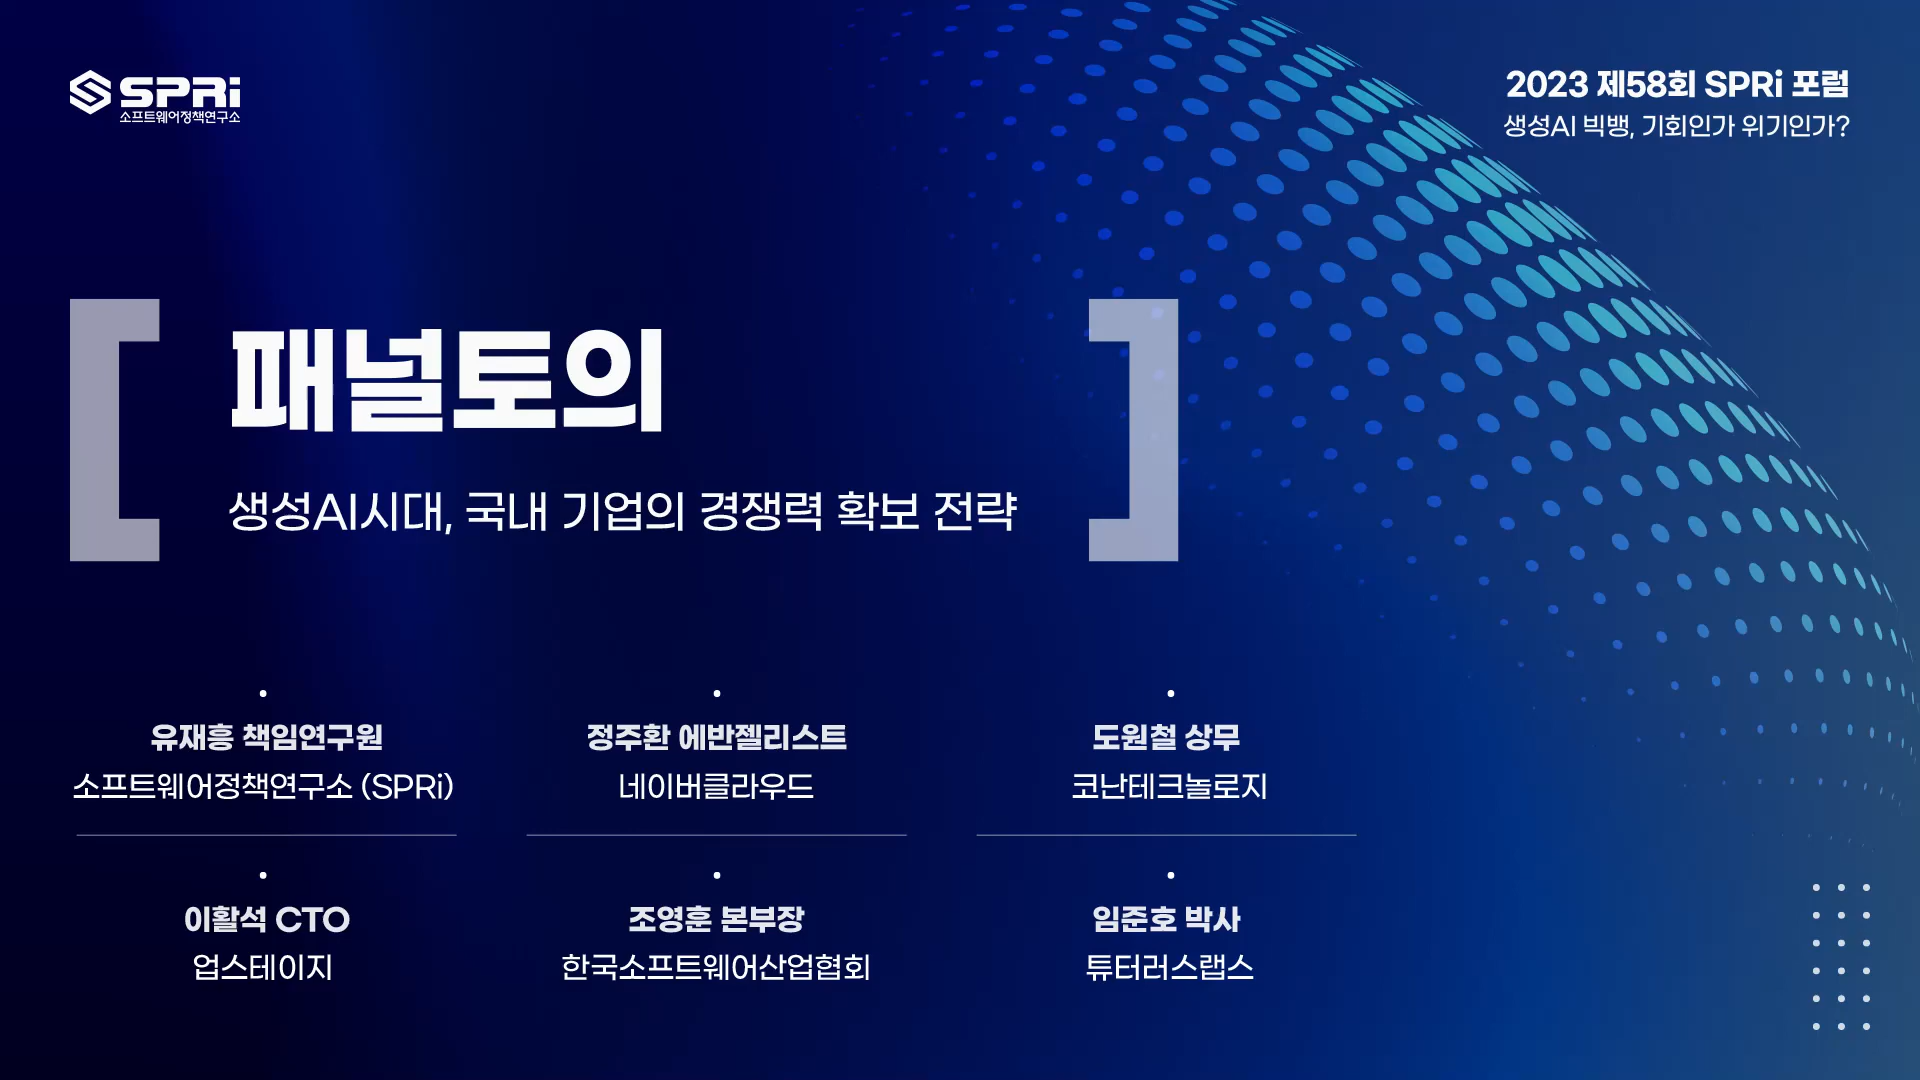 SPRi
소프트웨어정책연구소
2023 제58회 SPRi 포럼
생성AI 빅뱅, 기회인가 위기인가?
[ 패널토의 ]
생성AI시대, 국내 기업의 경쟁력 확보 전략
유재흥 책임연구원
소프트웨어정책연구소 (SPRi)
정주환 에반젤리스트
네이버클라우드
도원철 상무
코난테크놀로지
이활석 CTO
업스테이지
조영훈 본부장
한국소프트웨어산업협회
임준호 박사
튜터러스랩스